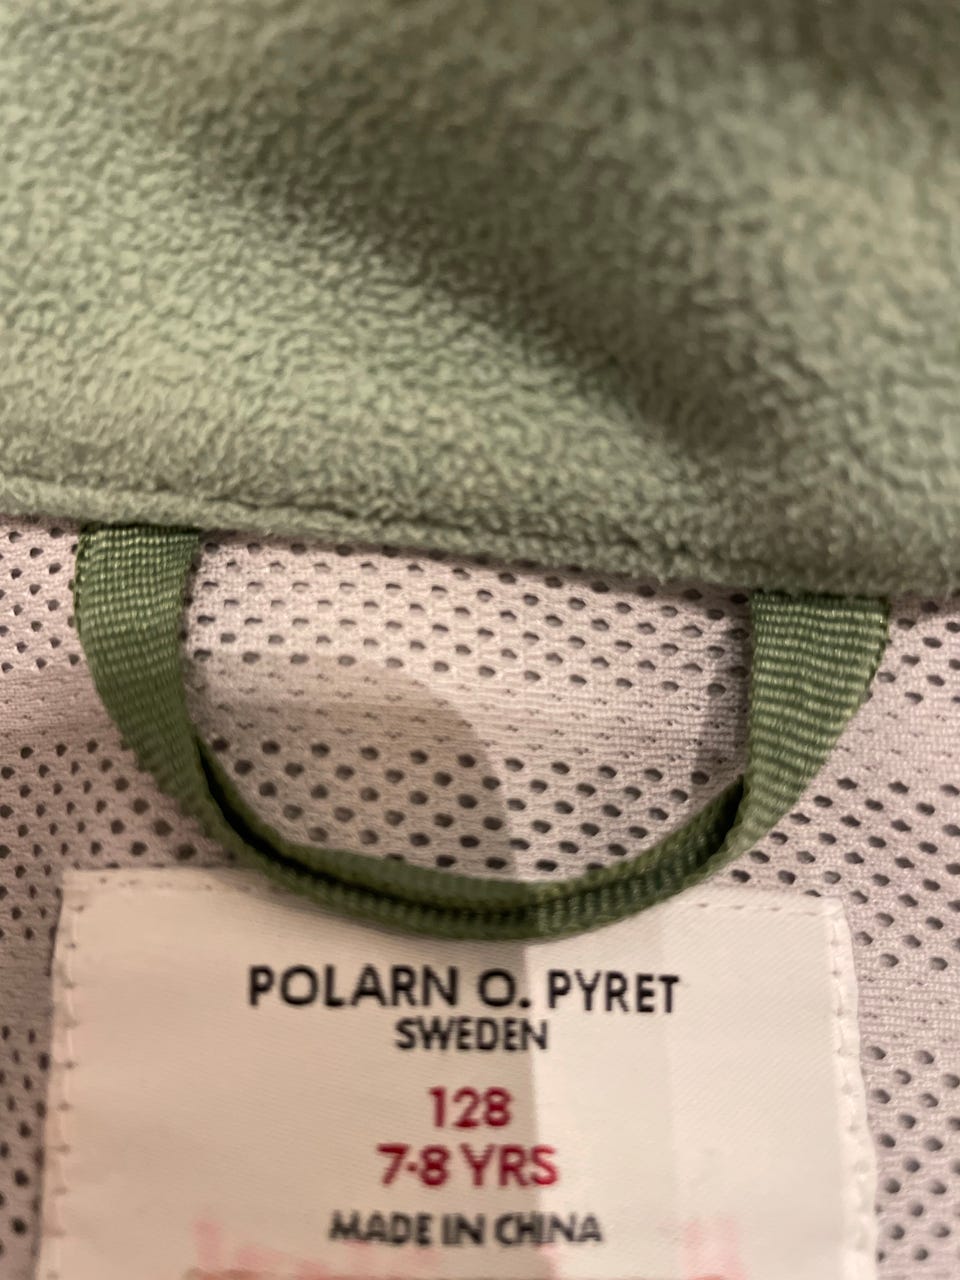 POLARN O. PYRET
SWEDEN
128
7-8 YRS
MADE IN CHINA